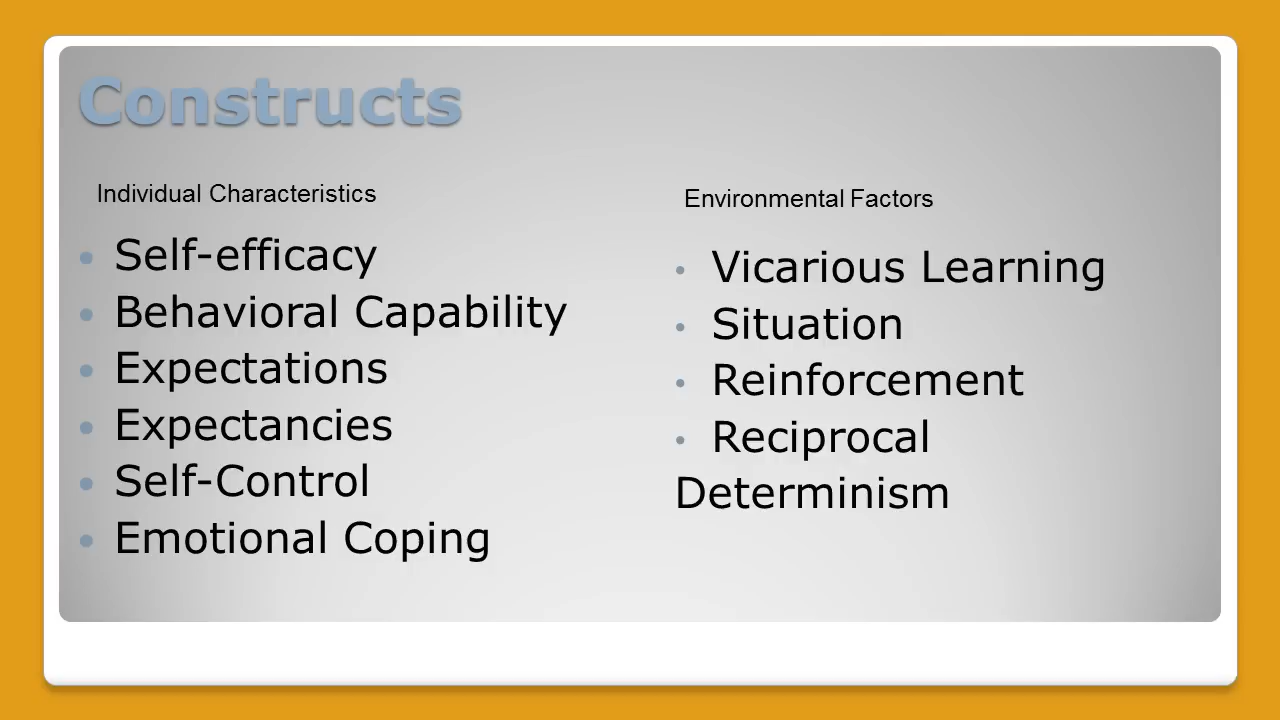 Constructs
Individual Characteristics
• Self-efficacy
• Behavioral Capability
• Expectations
• Expectancies
• Self-Control
• Emotional Coping
Environmental Factors
• Vicarious Learning
• Situation
• Reinforcement
• Reciprocal
Determinism